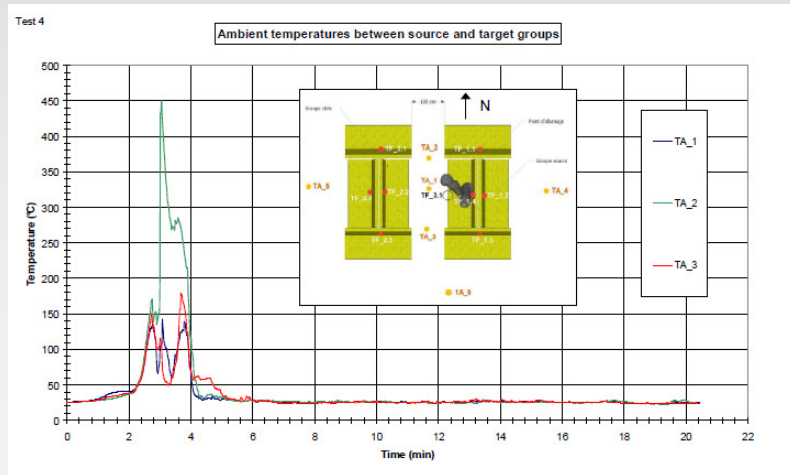 Test 4
Ambient temperatures between source and target groups
500
450
400
350
300
250
200
150
100
50
0
Temperature (°C)
0 2 4 6 8 10 12 14 16 18 20 22
Time (min)
Groupe cible
100 cm
N
Point d'allumage
Groupe source
TF_2.1
TA_2
TF_1.1
TA_5
TA_1
TF_2.2
TF_3.1
TF_1.2
TA_4
TF_2.3
TA_3
TF_1.3
TA_6
TA_1
TA_2
TA_3